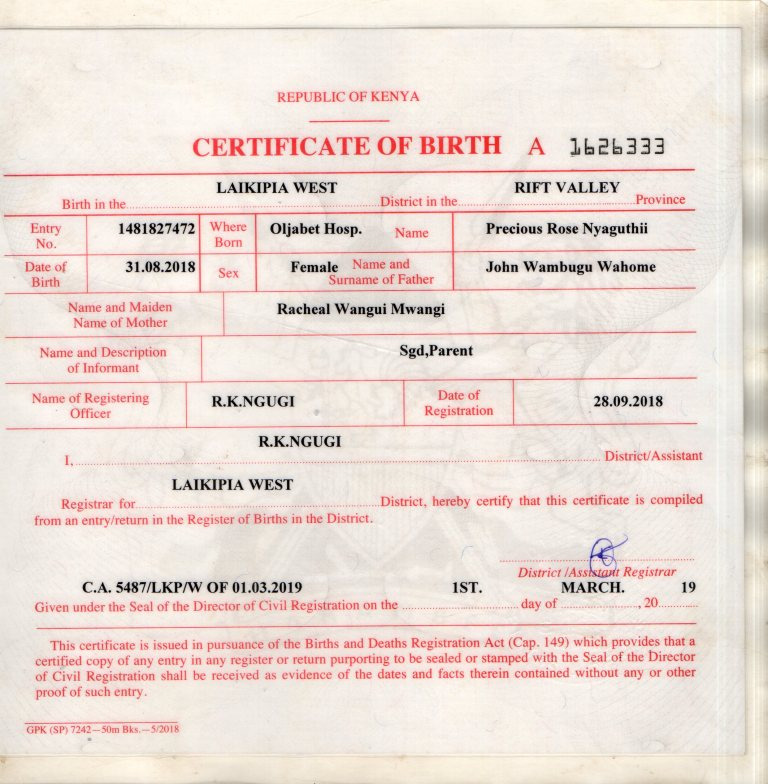 REPUBLIC OF KENYA
CERTIFICATE OF BIRTH A 1626333
LAIKIPIA WEST RIFT VALLEY
Birth in the District in the Province
Entry No. 1481827472 Where Born Oljabet Hosp. Name Precious Rose Nyaguthii
Date of Birth 31.08.2018 Sex Female Name and Surname of Father John Wambugu Wahome
Name and Maiden Name of Mother Racheal Wangui Mwangi
Name and Description of Informant Sgd,Parent
Name of Registering Officer R.K.NGUGI Date of Registration 28.09.2018
R.K.NGUGI
I, District/Assistant
LAIKIPIA WEST
Registrar for District, hereby certify that this certificate is compiled
from an entry/return in the Register of Births in the District.
District /Assistant Registrar
C.A. 5487/LKP/W OF 01.03.2019 1ST. MARCH. 19
Given under the Seal of the Director of Civil Registration on the day of , 20
This certificate is issued in pursuance of the Births and Deaths Registration Act (Cap. 149) which provides that a
certified copy of any entry in any register or return purporting to be sealed or stamped with the Seal of the Director
of Civil Registration shall be received as evidence of the dates and facts therein contained without any or other
proof of such entry.
GPK (SP) 7242—50m Bks.—5/2018